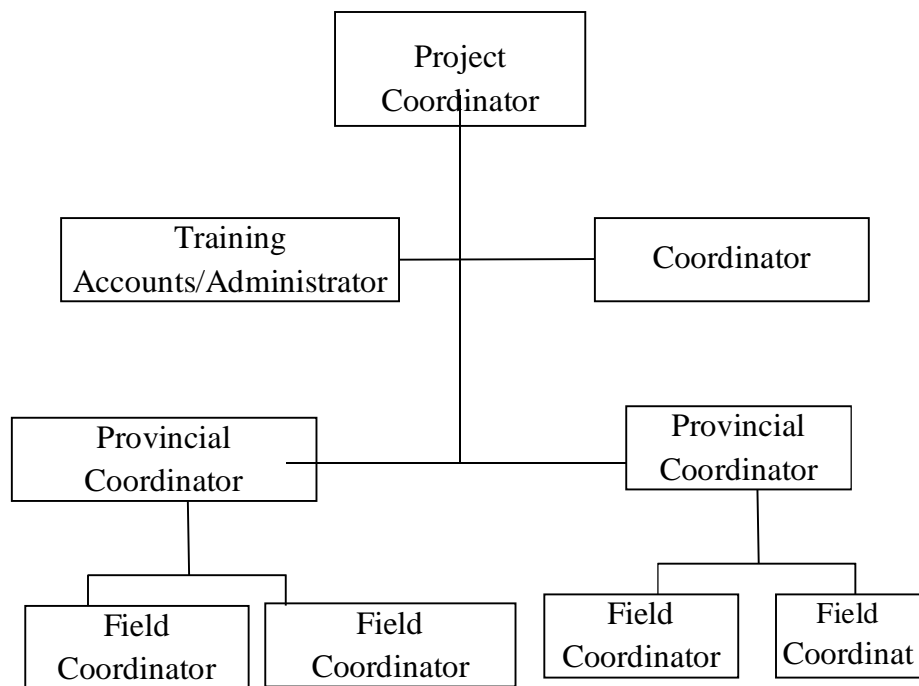 Project
Coordinator
Training
Accounts/Administrator
Coordinator
Provincial
Coordinator
Provincial
Coordinator
Field
Coordinator
Field
Coordinator
Field
Coordinator
Field
Coordinat